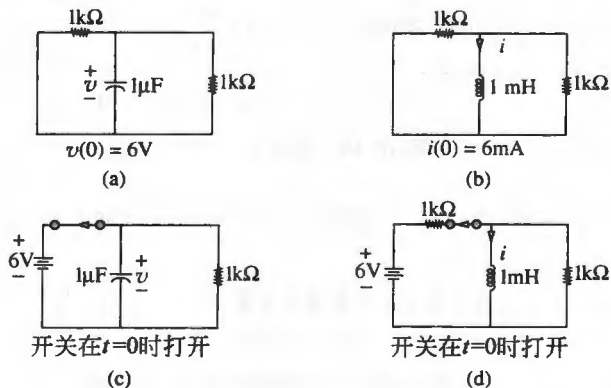 1kΩ
+
v
−
1μF
1kΩ
v(0) = 6V
(a)
1kΩ
i
1 mH
1kΩ
i(0) = 6mA
(b)
+
6V
−
1μF
+
v
−
1kΩ
开关在t=0时打开
(c)
1kΩ
+
6V
−
i
1mH
1kΩ
开关在t=0时打开
(d)